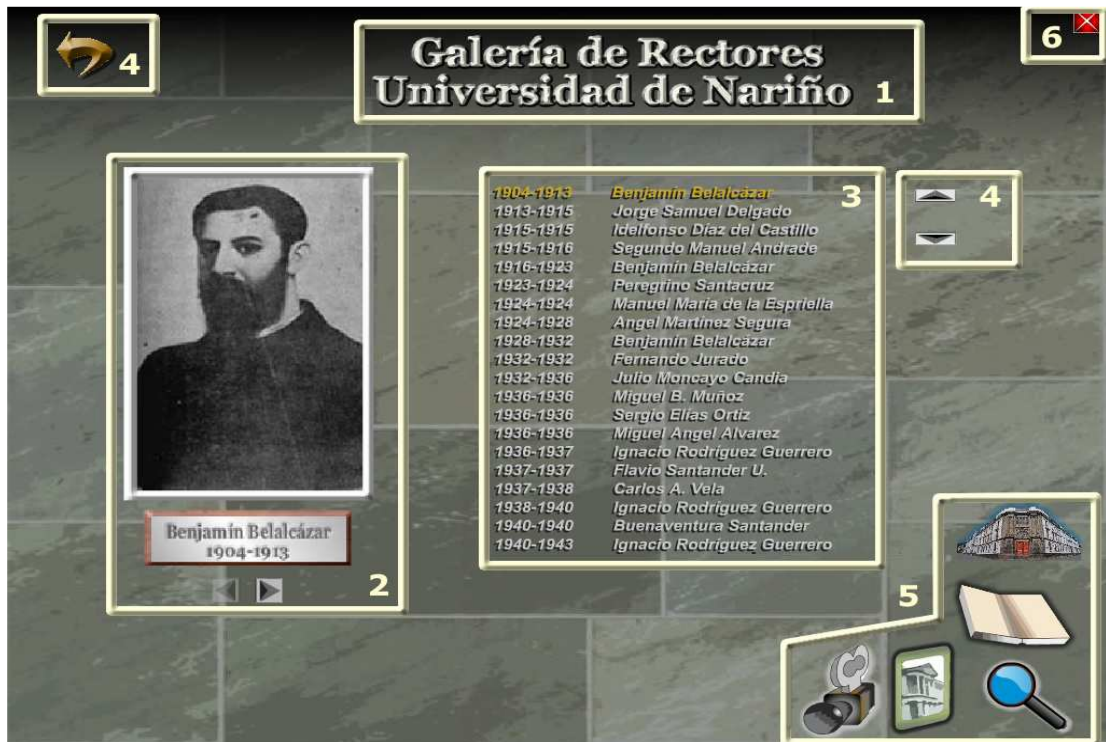 4
Galería de Rectores
Universidad de Nariño 1
6
Benjamín Belalcázar
1904-1913
2
1904-1913 Benjamín Belalcázar 3
1913-1915 Jorge Samuel Delgado
1915-1915 Idelfonso Díaz del Castillo
1915-1916 Segundo Manuel Andrade
1916-1923 Benjamín Belalcázar
1923-1924 Peregrino Santacruz
1924-1924 Manuel María de la Espriella
1924-1928 Angel Martínez Segura
1928-1932 Benjamín Belalcázar
1932-1932 Fernando Jurado
1932-1936 Julio Moncayo Candia
1936-1936 Miguel B. Muñoz
1936-1936 Sergio Elías Ortiz
1936-1936 Miguel Angel Alvarez
1936-1937 Ignacio Rodríguez Guerrero
1937-1937 Flavio Santander U.
1937-1938 Carlos A. Vela
1938-1940 Ignacio Rodríguez Guerrero
1940-1940 Buenaventura Santander
1940-1943 Ignacio Rodríguez Guerrero
4
5